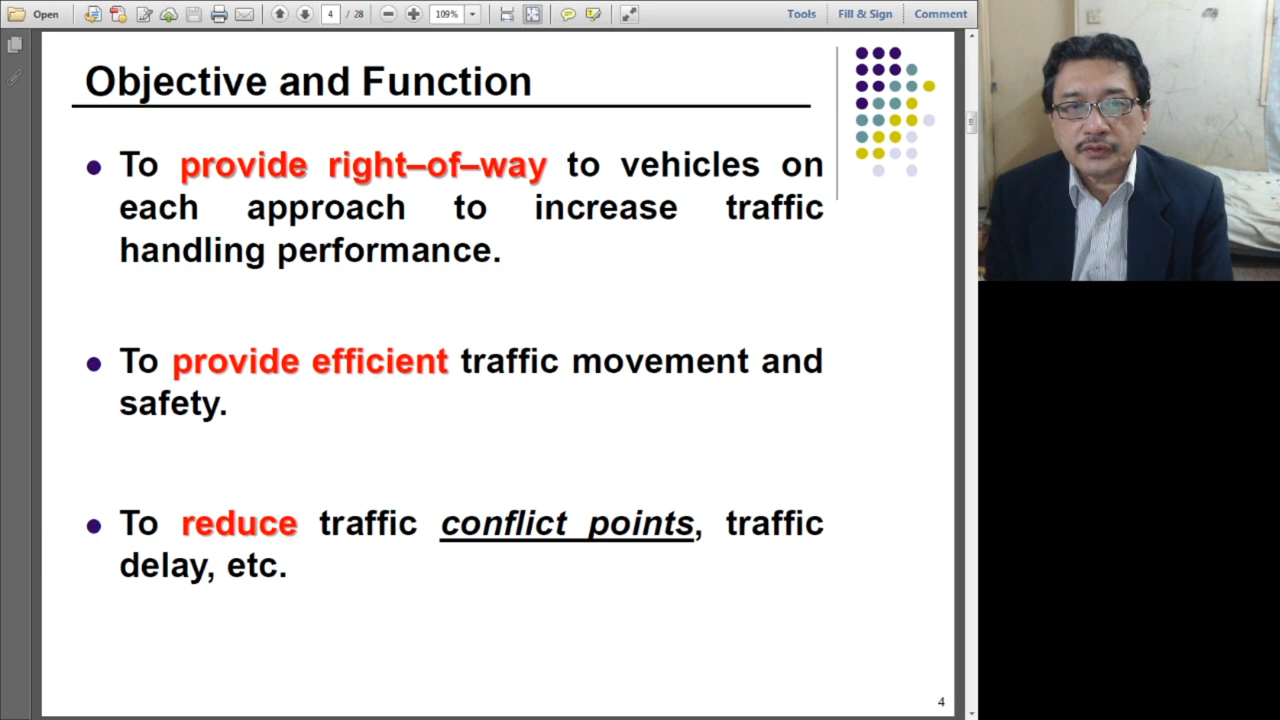 Open
4 / 28
109%
Tools
Fill & Sign
Comment
Objective and Function
To provide right–of–way to vehicles on
each approach to increase traffic
handling performance.
To provide efficient traffic movement and
safety.
To reduce traffic conflict points, traffic
delay, etc.
4